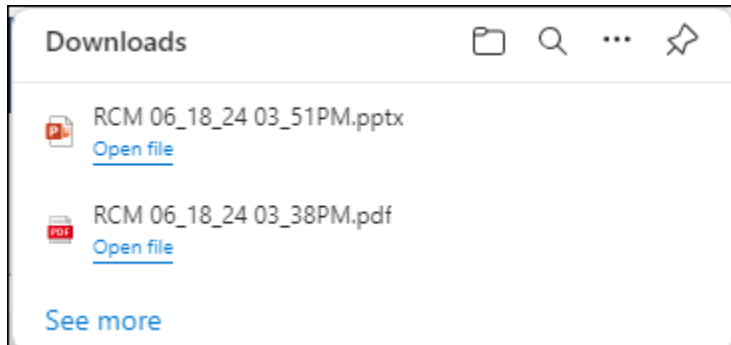 Downloads
RCM 06_18_24 03_51PM.pptx
Open file
RCM 06_18_24 03_38PM.pdf
Open file
See more